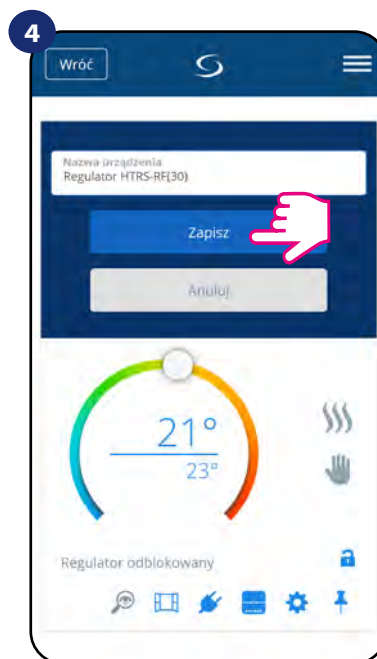 4
Wróć
Nazwa urządzenia
Regulator HTRS-RF(30)
Zapisz
Anuluj
21°
23°
Regulator odblokowany